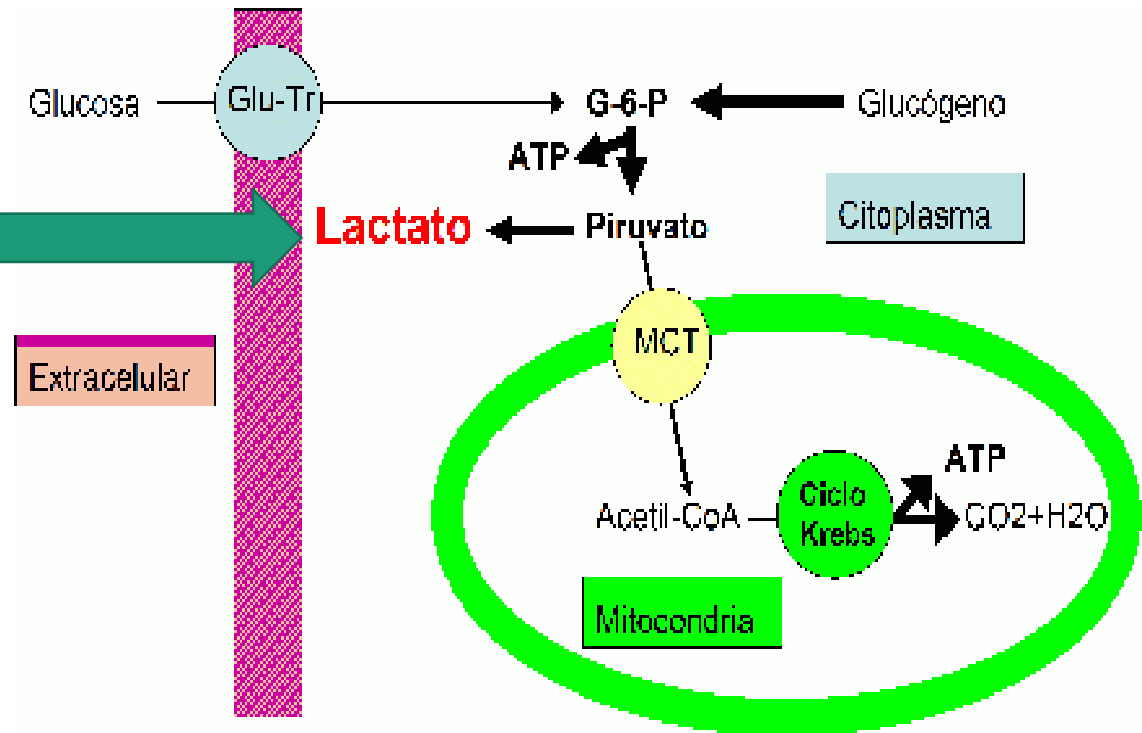 Glucosa
Glu-Tr
G-6-P
Glucógeno
ATP
Lactato
Piruvato
Citoplasma
MCT
Extracelular
ATP
Ciclo
Krebs
Acetil-CoA
CO2+H2O
Mitocondria